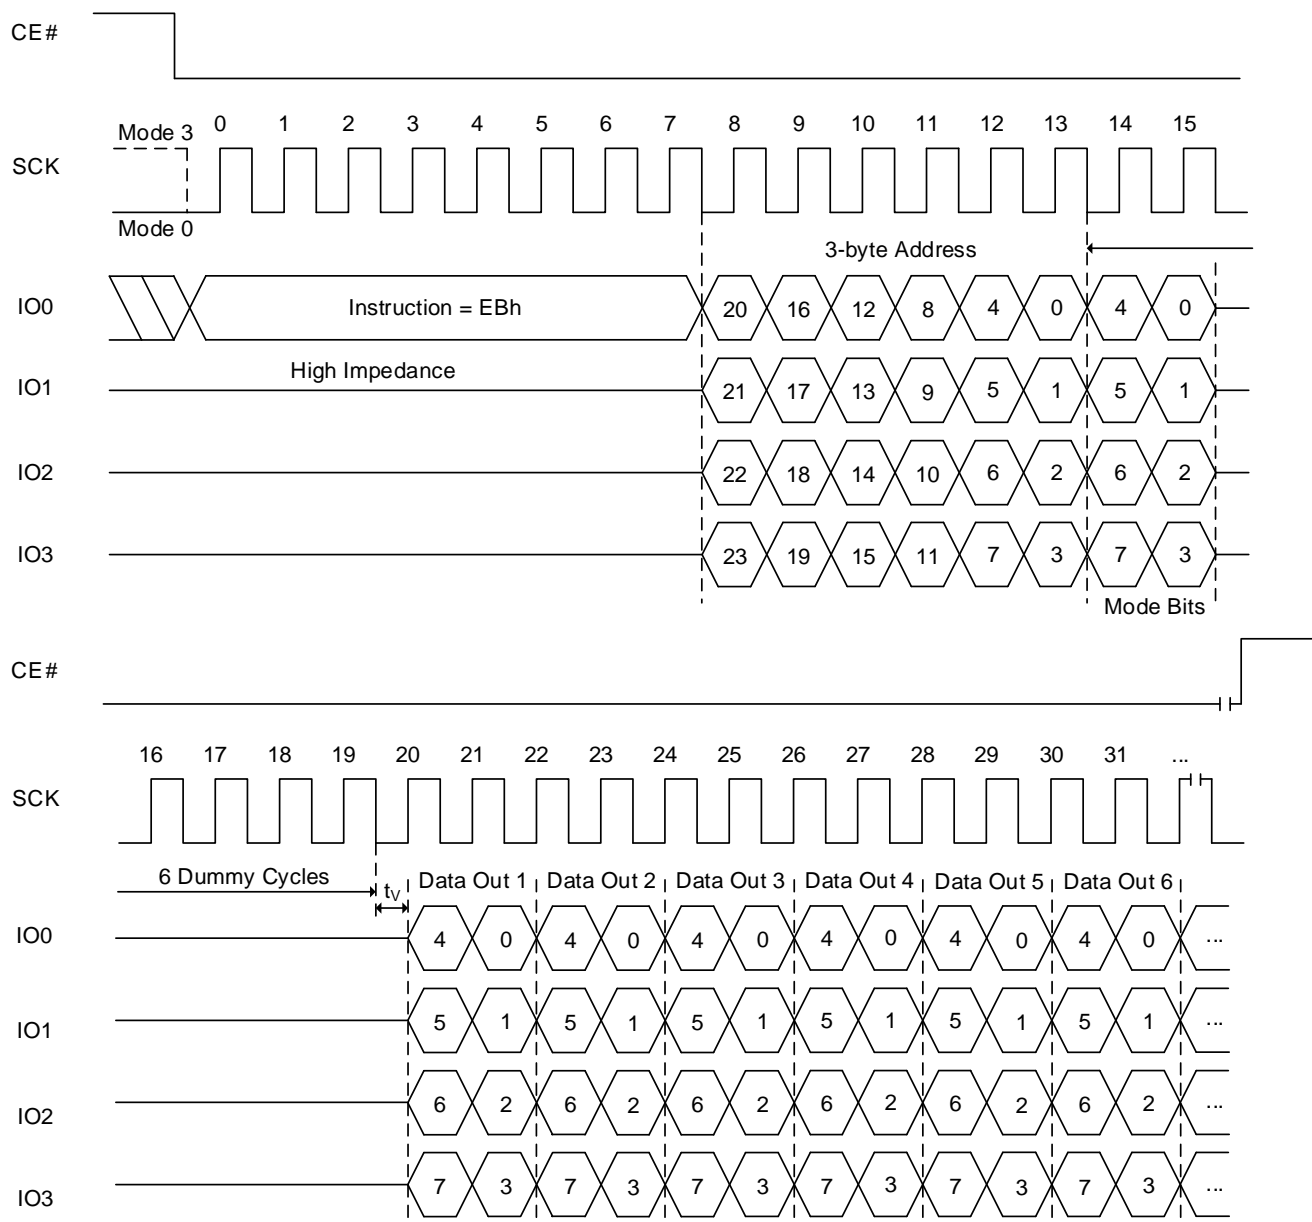 CE#
Mode 3 0 1 2 3 4 5 6 7 8 9 10 11 12 13 14 15
SCK
Mode 0
3-byte Address
IO0 Instruction = EBh 20 16 12 8 4 0 4 0
High Impedance
IO1 21 17 13 9 5 1 5 1
IO2 22 18 14 10 6 2 6 2
IO3 23 19 15 11 7 3 7 3
Mode Bits
CE#
16 17 18 19 20 21 22 23 24 25 26 27 28 29 30 31 ...
SCK
6 Dummy Cycles tV Data Out 1 Data Out 2 Data Out 3 Data Out 4 Data Out 5 Data Out 6
IO0 4 0 4 0 4 0 4 0 4 0 4 0 ...
IO1 5 1 5 1 5 1 5 1 5 1 5 1 ...
IO2 6 2 6 2 6 2 6 2 6 2 6 2 ...
IO3 7 3 7 3 7 3 7 3 7 3 7 3 ...